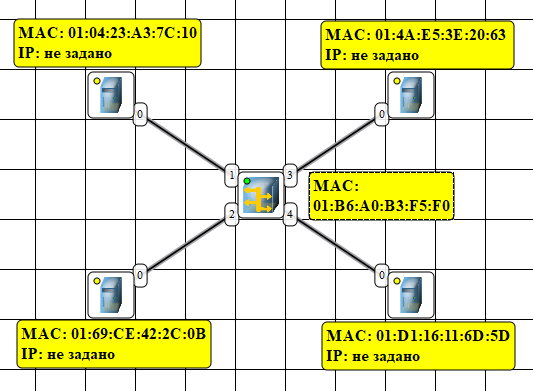 MAC: 01:04:23:A3:7C:10
IP: не задано
MAC: 01:4A:E5:3E:20:63
IP: не задано
0
0
1
3
MAC:
01:B6:A0:B3:F5:F0
2
4
0
0
MAC: 01:69:CE:42:2C:0B
IP: не задано
MAC: 01:D1:16:11:6D:5D
IP: не задано